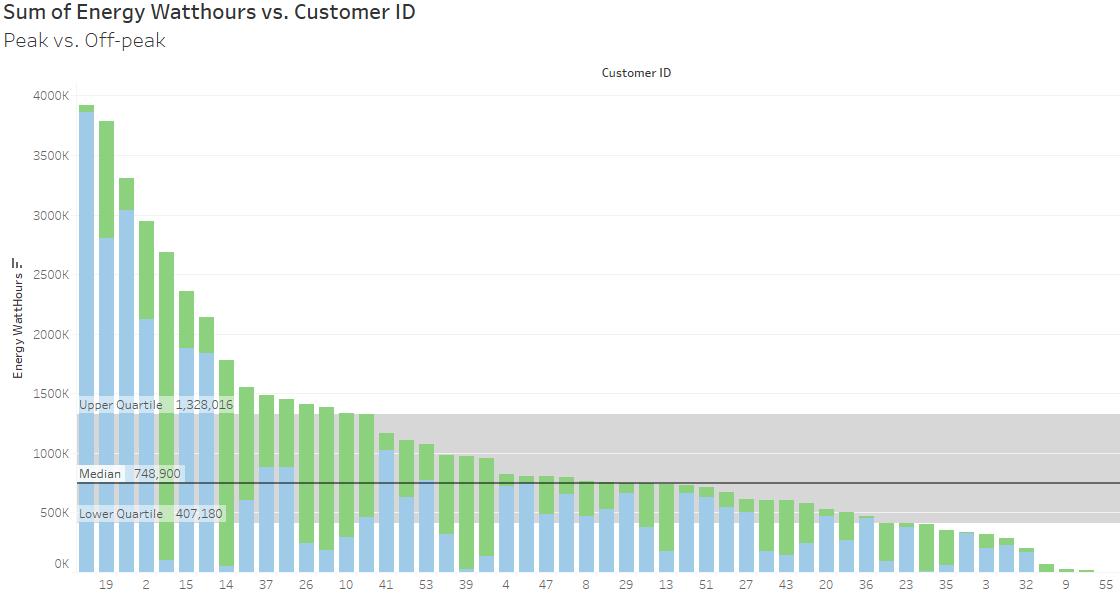 Sum of Energy Watthours vs. Customer ID
Peak vs. Off-peak
Customer ID
4000K
3500K
3000K
2500K
2000K
1500K
1000K
500K
0K
Energy WattHours
Upper Quartile 1,328,016
Median 748,900
Lower Quartile 407,180
19 2 15 14 37 26 10 41 53 39 4 47 8 29 13 51 27 43 20 36 23 35 3 32 9 55